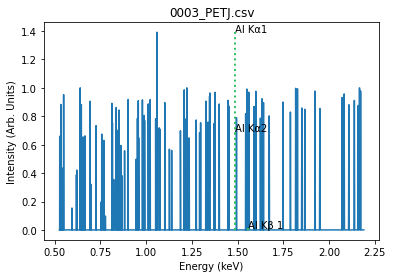 0003_PETJ.csv
Intensity (Arb. Units)
1.4
1.2
1.0
0.8
0.6
0.4
0.2
0.0
Al Kα1
Al Kα2
Al Kβ 1
0.50 0.75 1.00 1.25 1.50 1.75 2.00 2.25
Energy (keV)